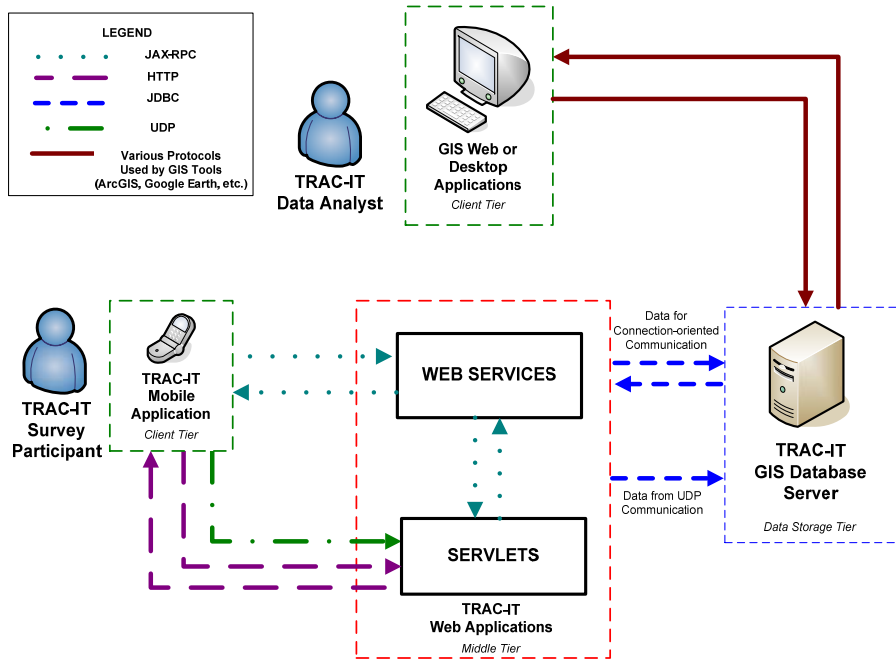 LEGEND
JAX-RPC
HTTP
JDBC
UDP
Various Protocols
Used by GIS Tools
(ArcGIS, Google Earth, etc.)
TRAC-IT
Data Analyst
GIS Web or
Desktop
Applications
Client Tier
TRAC-IT
Survey
Participant
TRAC-IT
Mobile
Application
Client Tier
WEB SERVICES
SERVLETS
TRAC-IT
Web Applications
Middle Tier
Data for
Connection-oriented
Communication
Data from UDP
Communication
TRAC-IT
GIS Database
Server
Data Storage Tier